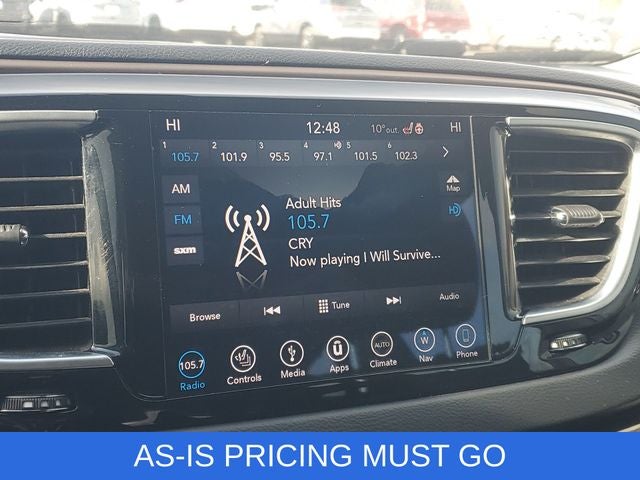 HI 12:48 10°out HI
1 105.7 2 101.9 3 95.5 4 97.1 5 101.5 6 102.3
AM
FM
sxm
Adult Hits
105.7
CRY
Now playing I Will Survive...
Map
HD
Browse Tune Audio
105.7 AUTO W
Radio Controls Media Apps Climate Nav Phone
AS-IS PRICING MUST GO